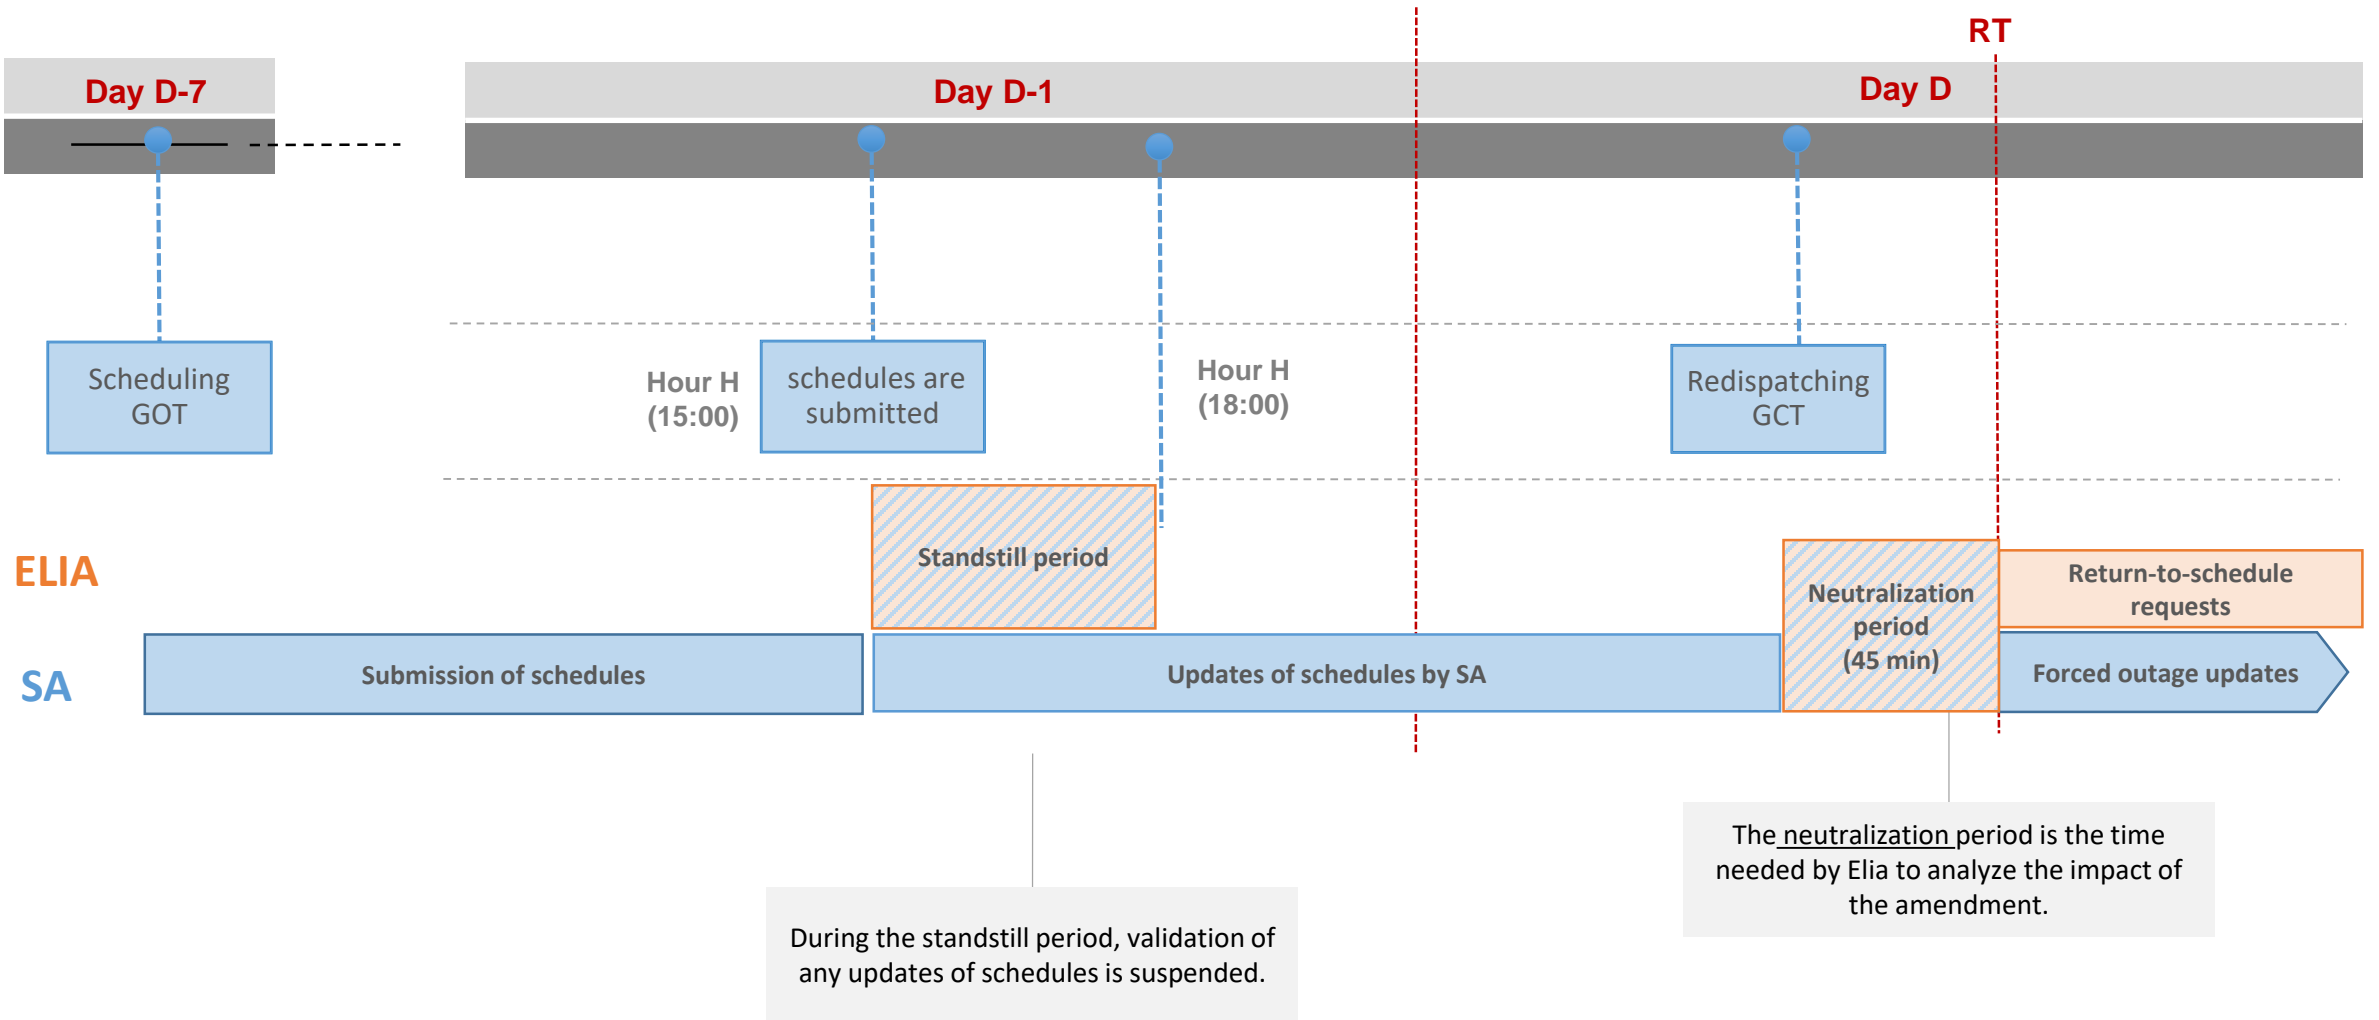 RT
Day D-7
Day D-1
Day D
Scheduling
GOT
Hour H
(15:00)
schedules are
submitted
Hour H
(18:00)
Redispatching
GCT
ELIA
Standstill period
Neutralization
period
(45 min)
Return-to-schedule
requests
SA
Submission of schedules
Updates of schedules by SA
Forced outage updates
The neutralization period is the time
needed by Elia to analyze the impact of
the amendment.
During the standstill period, validation of
any updates of schedules is suspended.